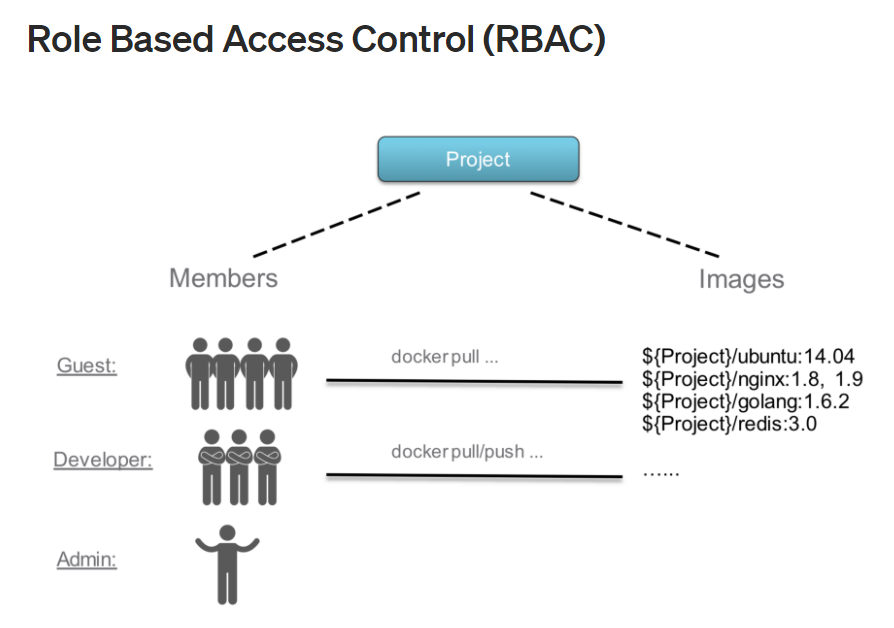 Role Based Access Control (RBAC)
Project
Members
Images
Guest:
docker pull ...
${Project}/ubuntu:14.04
${Project}/nginx:1.8, 1.9
${Project}/golang:1.6.2
${Project}/redis:3.0
Developer:
docker pull/push ...
......
Admin: